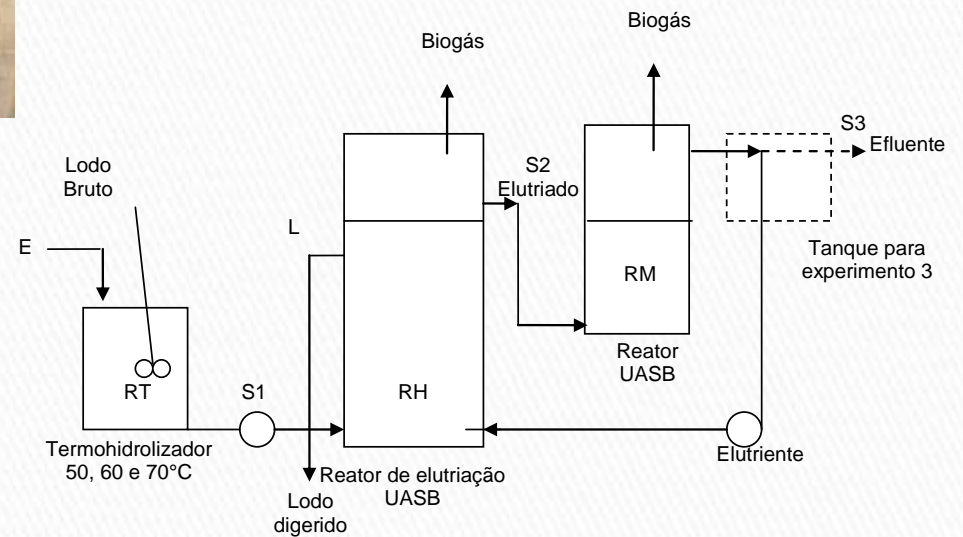 Biogás
Biogás
S3
Efluente
Lodo
Bruto
S2
Elutriado
L
E
Tanque para
experimento 3
RM
Reator
UASB
RT
S1
RH
Termohidrolizador
50, 60 e 70°C
Elutriente
Reator de elutriação
UASB
Lodo
digerido